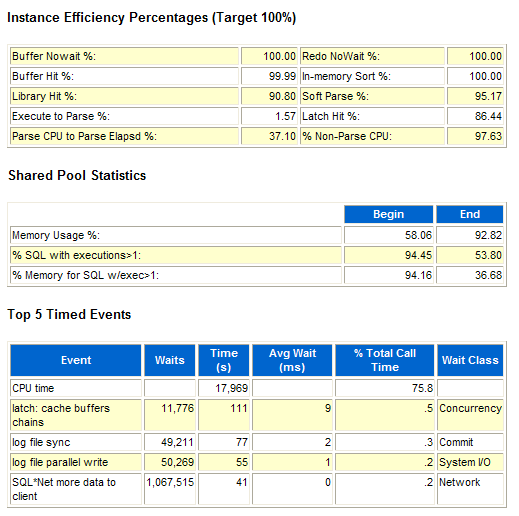 Instance Efficiency Percentages (Target 100%)
Buffer Nowait %: 100.00 Redo NoWait %: 100.00
Buffer Hit %: 99.99 In-memory Sort %: 100.00
Library Hit %: 90.80 Soft Parse %: 95.17
Execute to Parse %: 1.57 Latch Hit %: 86.44
Parse CPU to Parse Elapsd %: 37.10 % Non-Parse CPU: 97.63
Shared Pool Statistics
Begin End
Memory Usage %: 58.06 92.82
% SQL with executions>1: 94.45 53.80
% Memory for SQL w/exec>1: 94.16 36.68
Top 5 Timed Events
Event Waits Time (s) Avg Wait (ms) % Total Call Time Wait Class
CPU time 17,969 75.8
latch: cache buffers chains 11,776 111 9 .5 Concurrency
log file sync 49,211 77 2 .3 Commit
log file parallel write 50,269 55 1 .2 System I/O
SQL*Net more data to client 1,067,515 41 0 .2 Network